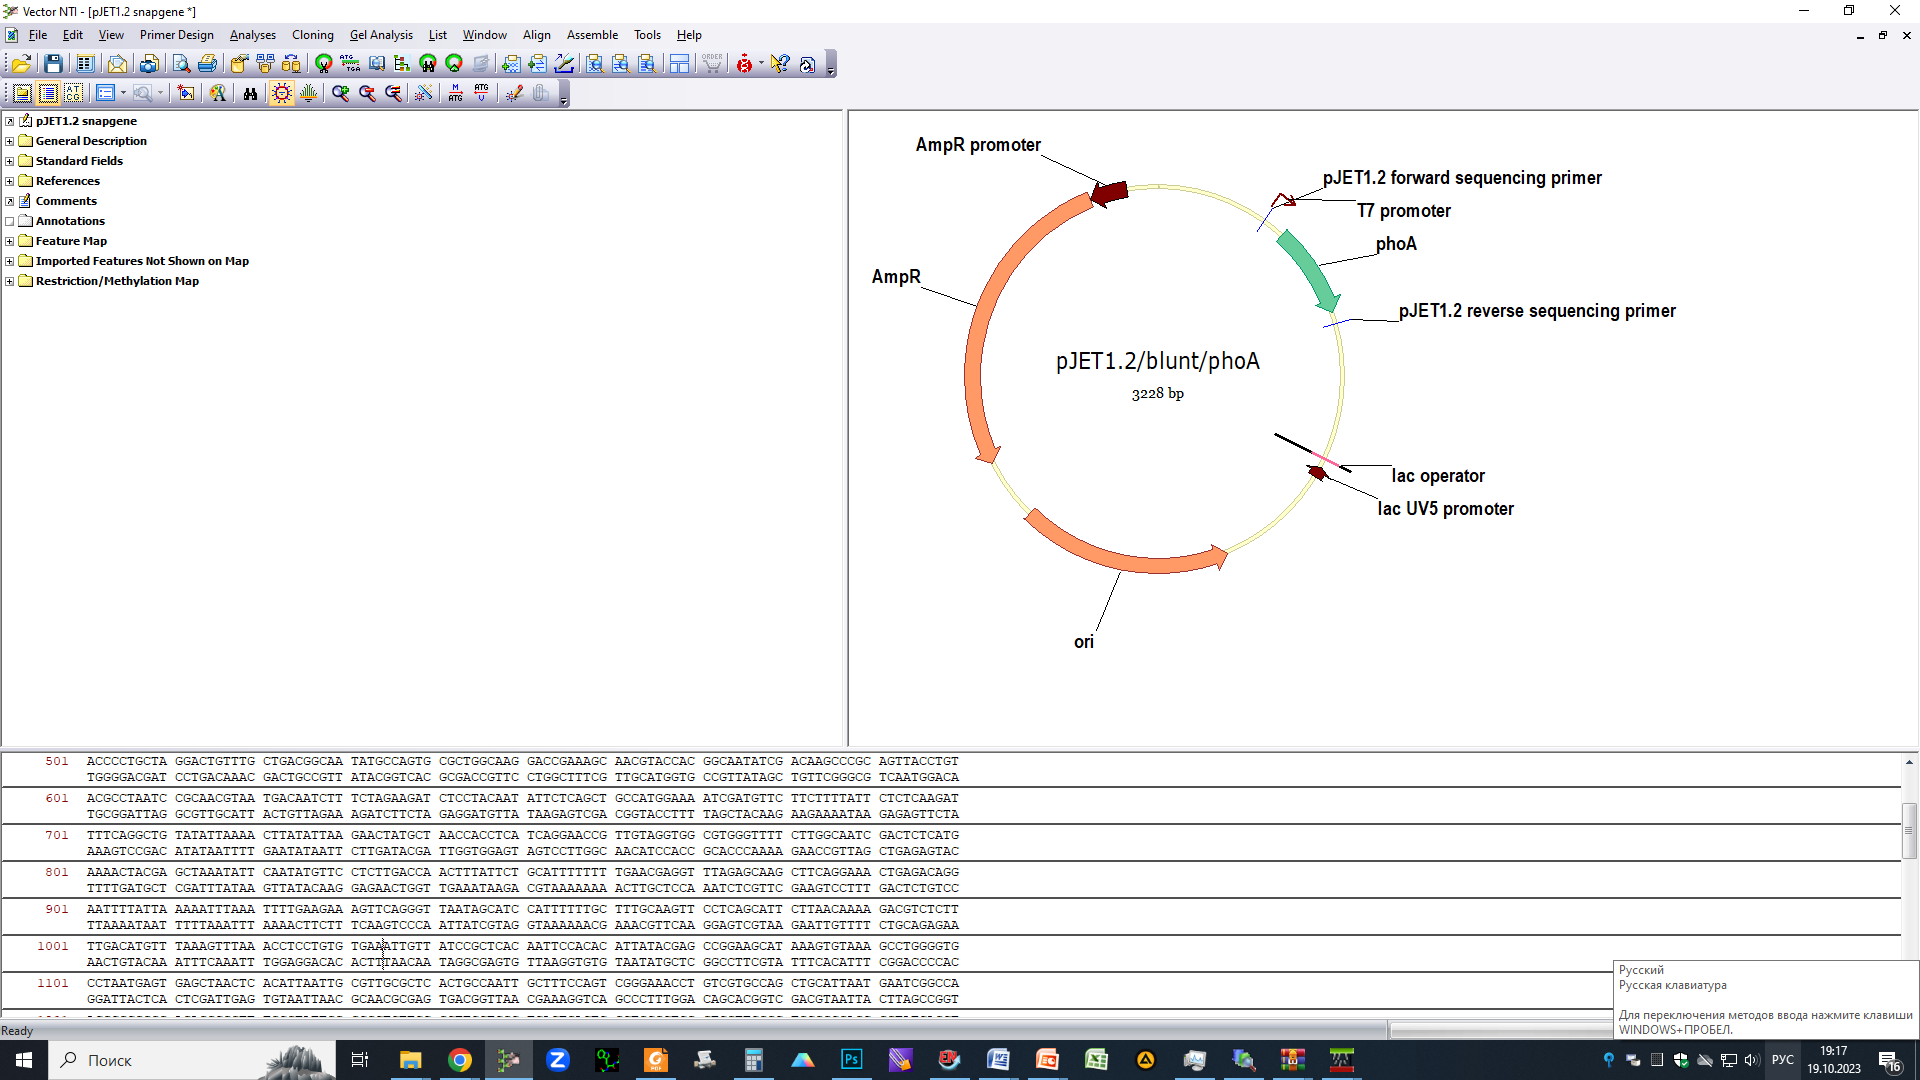 Vector NTI - [pJET1.2 snapgene *]
File Edit View Primer Design Analyses Cloning Gel Analysis List Window Align Assemble Tools Help
pJET1.2 snapgene
General Description
Standard Fields
References
Comments
Annotations
Feature Map
Imported Features Not Shown on Map
Restriction/Methylation Map
AmpR promoter
pJET1.2 forward sequencing primer
T7 promoter
phoA
AmpR
pJET1.2 reverse sequencing primer
pJET1.2/blunt/phoA
3228 bp
lac operator
lac UV5 promoter
ori
501 ACCCCTGCTA GGACTGTTTG CTGACGGCAA TATGCCAGTG CGCTGGCAAG GACCGAAAGC AACGTACCAC GGCAATATCG ACAAGCCCGC AGTTACCTGT
TGGGGACGAT CCTGACAAAC GACTGCCGTT ATACGGTCAC GCGACCGTTC CTGGCTTTCG TTGCATGGTG CCGTTATAGC TGTTCGGGCG TCAATGGACA
601 ACGCCTAATC CGCAACGTAA TGACAATCTT TCTAGAAGAT CTCCTACAAT ATTCTCAGCT GCCATGGAAA ATCGATGTTC TTCTTTTATT CTCTCAAGAT
TGCGGATTAG GCGTTGCATT ACTGTTAGAA AGATCTTCTA GAGGATGTTA TAAGAGTCGA CGGTACCTTT TAGCTACAAG AAGAAAATAA GAGAGTTCTA
701 TTTCAGGCTG TATATTAAAA CTTATATTAA GAACTATGCT AACCACCTCA TCAGGAACCG TTGTAGGTGG CGTGGGTTTT CTTGGCAATC GACTCTCATG
AAAGTCCGAC ATATAATTTT GAATATAATT CTTGATACGA TTGGTGGAGT AGTCCTTGGC AACATCCACC GCACCCAAAA GAACCGTTAG CTGAGAGTAC
801 AAAACTACGA GCTAAATATT CAATATGTTC CTCTTGACCA ACTTTATTCT GCATTTTTTT TGAACGAGGT TTAGAGCAAG CTTCAGGAAA CTGAGACAGG
TTTTGATGCT CGATTTATAA GTTATACAAG GAGAACTGGT TGAAATAAGA CGTAAAAAAA ACTTGCTCCA AATCTCGTTC GAAGTCCTTT GACTCTGTCC
901 AATTTTATTA AAAATTTAAA TTTTGAAGAA AGTTCAGGGT TAATAGCATC CATTTTTTGC TTTGCAAGTT CCTCAGCATT CTTAACAAAA GACGTCTCTT
TTAAAATAAT TTTTAAATTT AAAACTTCTT TCAAGTCCCA ATTATCGTAG GTAAAAAACG AAACGTTCAA GGAGTCGTAA GAATTGTTTT CTGCAGAGAA
1001 TTGACATGTT TAAAGTTTAA ACCTCCTGTG TGAAATTGTT ATCCGCTCAC AATTCCACAC ATTATACGAG CCGGAAGCAT AAAGTGTAAA GCCTGGGGTG
AACTGTACAA ATTTCAAATT TGGAGGACAC ACTTTAACAA TAGGCGAGTG TTAAGGTGTG TAATATGCTC GGCCTTCGTA TTTCACATTT CGGACCCCAC
1101 CCTAATGAGT GAGCTAACTC ACATTAATTG CGTTGCGCTC ACTGCCAATT GCTTTCCAGT CGGGAAACCT GTCGTGCCAG CTGCATTAAT GAATCGGCCA
GGATTACTCA CTCGATTGAG TGTAATTAAC GCAACGCGAG TGACGGTTAA CGAAAGGTCA GCCCTTTGGA CAGCACGGTC GACGTAATTA CTTAGCCGGT
Русский
Русская клавиатура
Для переключения методов ввода нажмите клавиши
WINDOWS+ПРОБЕЛ.
Ready
Поиск
РУС
19:17
19.10.2023
16